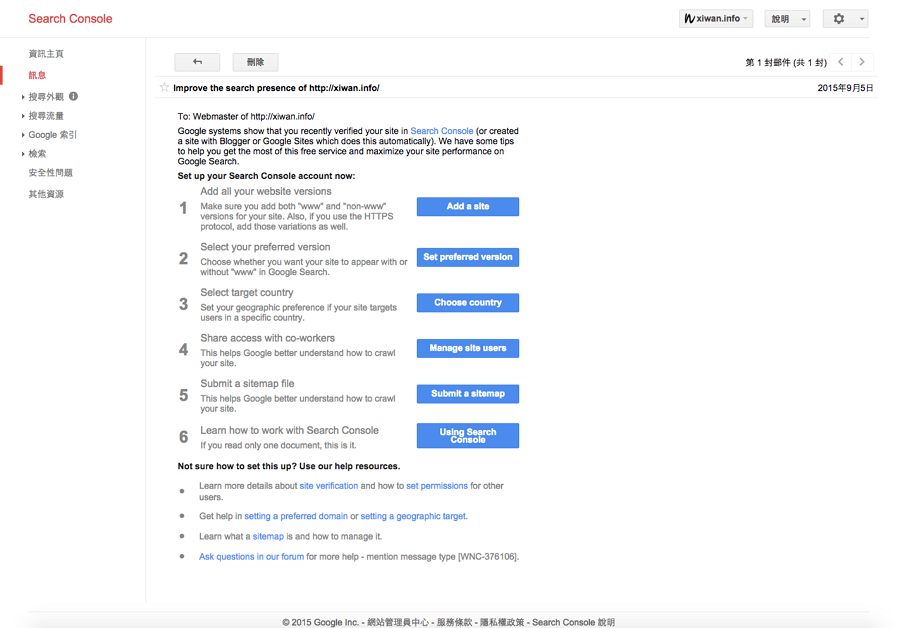 Search Console
xiwan.info
說明
資訊主頁
訊息
搜尋外觀
搜尋流量
Google 索引
檢索
安全性問題
其他資源
刪除
第 1 封郵件 (共 1 封)
Improve the search presence of http://xiwan.info/
2015年9月5日
To: Webmaster of http://xiwan.info/
Google systems show that you recently verified your site in Search Console (or created
a site with Blogger or Google Sites which does this automatically). We have some tips
to help you get the most of this free service and maximize your site performance on
Google Search.
Set up your Search Console account now:
1
Add all your website versions
Make sure you add both "www" and "non-www"
versions for your site. Also, if you use the HTTPS
protocol, add those variations as well.
Add a site
2
Select your preferred version
Choose whether you want your site to appear with or
without "www" in Google Search.
Set preferred version
3
Select target country
Set your geographic preference if your site targets
users in a specific country.
Choose country
4
Share access with co-workers
This helps Google better understand how to crawl
your site.
Manage site users
5
Submit a sitemap file
This helps Google better understand how to crawl
your site.
Submit a sitemap
6
Learn how to work with Search Console
If you read only one document, this is it.
Using Search
Console
Not sure how to set this up? Use our help resources.
Learn more details about site verification and how to set permissions for other
users.
Get help in setting a preferred domain or setting a geographic target.
Learn what a sitemap is and how to manage it.
Ask questions in our forum for more help - mention message type [WNC-376106].
© 2015 Google Inc. - 網站管理員中心 - 服務條款 - 隱私權政策 - Search Console 說明